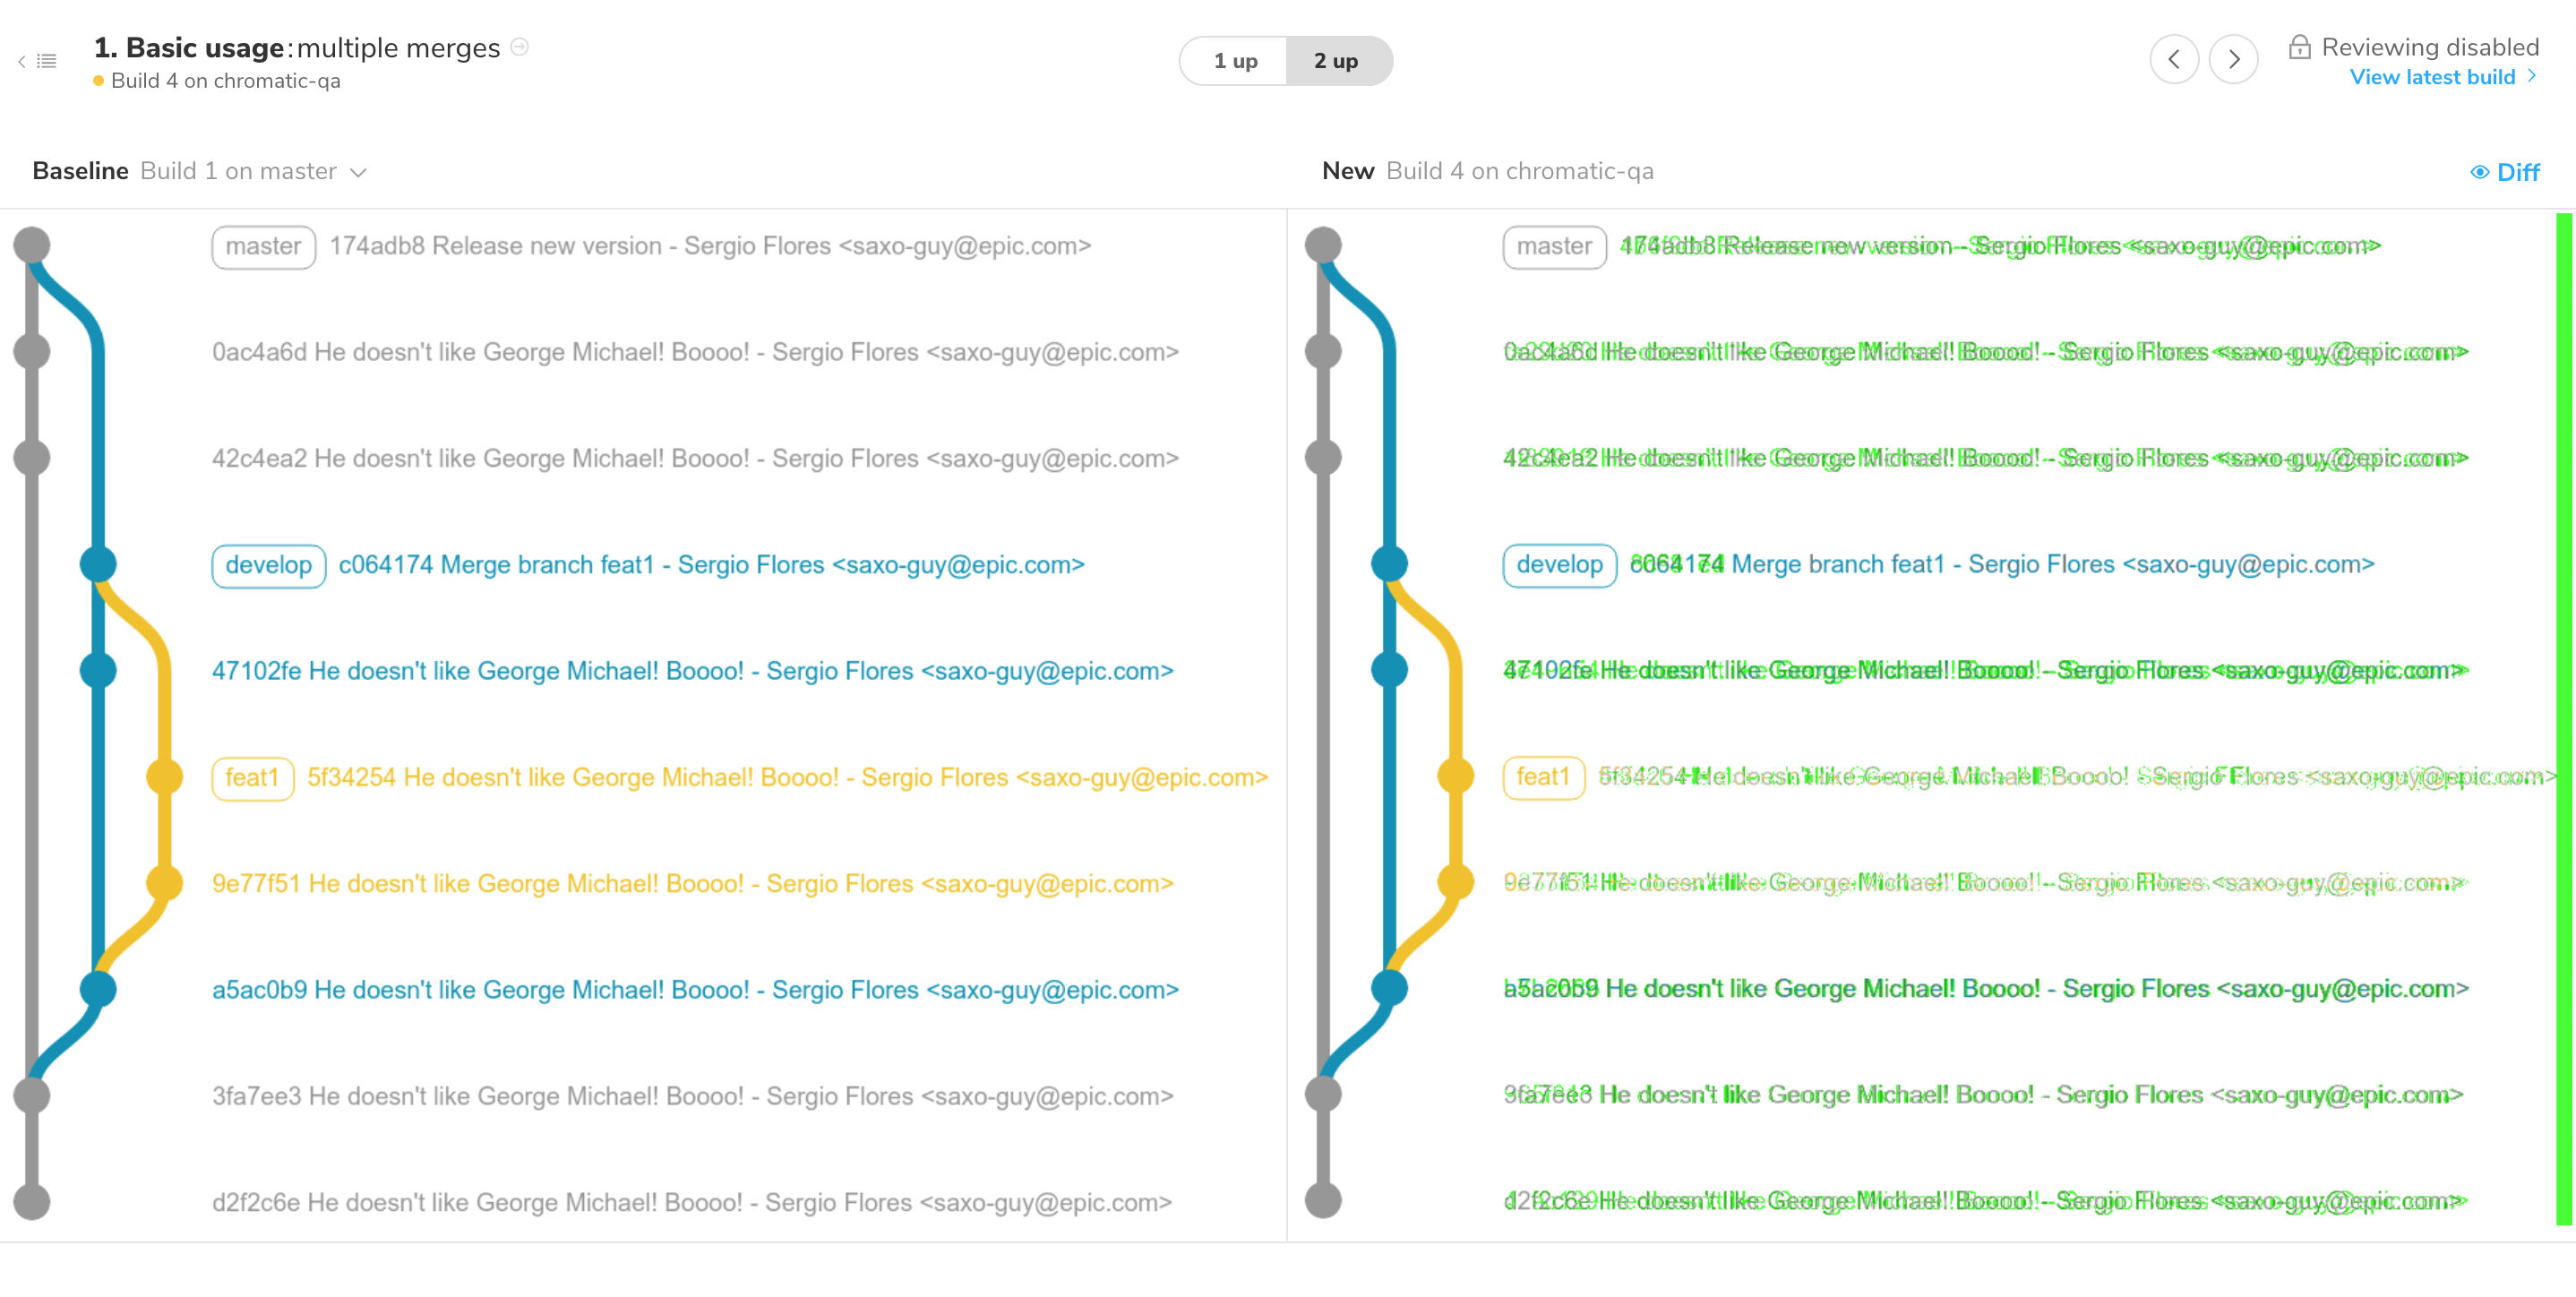 1. Basic usage: multiple merges
Build 4 on chromatic-qa
1 up 2 up
Reviewing disabled
View latest build
Baseline Build 1 on master
New Build 4 on chromatic-qa
Diff
master 174adb8 Release new version - Sergio Flores <saxo-guy@epic.com>
0ac4a6d He doesn't like George Michael! Boooo! - Sergio Flores <saxo-guy@epic.com>
42c4ea2 He doesn't like George Michael! Boooo! - Sergio Flores <saxo-guy@epic.com>
develop c064174 Merge branch feat1 - Sergio Flores <saxo-guy@epic.com>
47102fe He doesn't like George Michael! Boooo! - Sergio Flores <saxo-guy@epic.com>
feat1 5f34254 He doesn't like George Michael! Boooo! - Sergio Flores <saxo-guy@epic.com>
9e77f51 He doesn't like George Michael! Boooo! - Sergio Flores <saxo-guy@epic.com>
a5ac0b9 He doesn't like George Michael! Boooo! - Sergio Flores <saxo-guy@epic.com>
3fa7ee3 He doesn't like George Michael! Boooo! - Sergio Flores <saxo-guy@epic.com>
d2f2c6e He doesn't like George Michael! Boooo! - Sergio Flores <saxo-guy@epic.com>
master Release new version - Sergio Flores <saxo-guy@epic.com>
He doesn't like George Michael! Boooo! - Sergio Flores <saxo-guy@epic.com>
He doesn't like George Michael! Boooo! - Sergio Flores <saxo-guy@epic.com>
develop Merge branch feat1 - Sergio Flores <saxo-guy@epic.com>
He doesn't like George Michael! Boooo! - Sergio Flores <saxo-guy@epic.com>
feat1 He doesn't like George Michael! Boooo! - Sergio Flores <saxo-guy@epic.com>
He doesn't like George Michael! Boooo! - Sergio Flores <saxo-guy@epic.com>
He doesn't like George Michael! Boooo! - Sergio Flores <saxo-guy@epic.com>
He doesn't like George Michael! Boooo! - Sergio Flores <saxo-guy@epic.com>
He doesn't like George Michael! Boooo! - Sergio Flores <saxo-guy@epic.com>